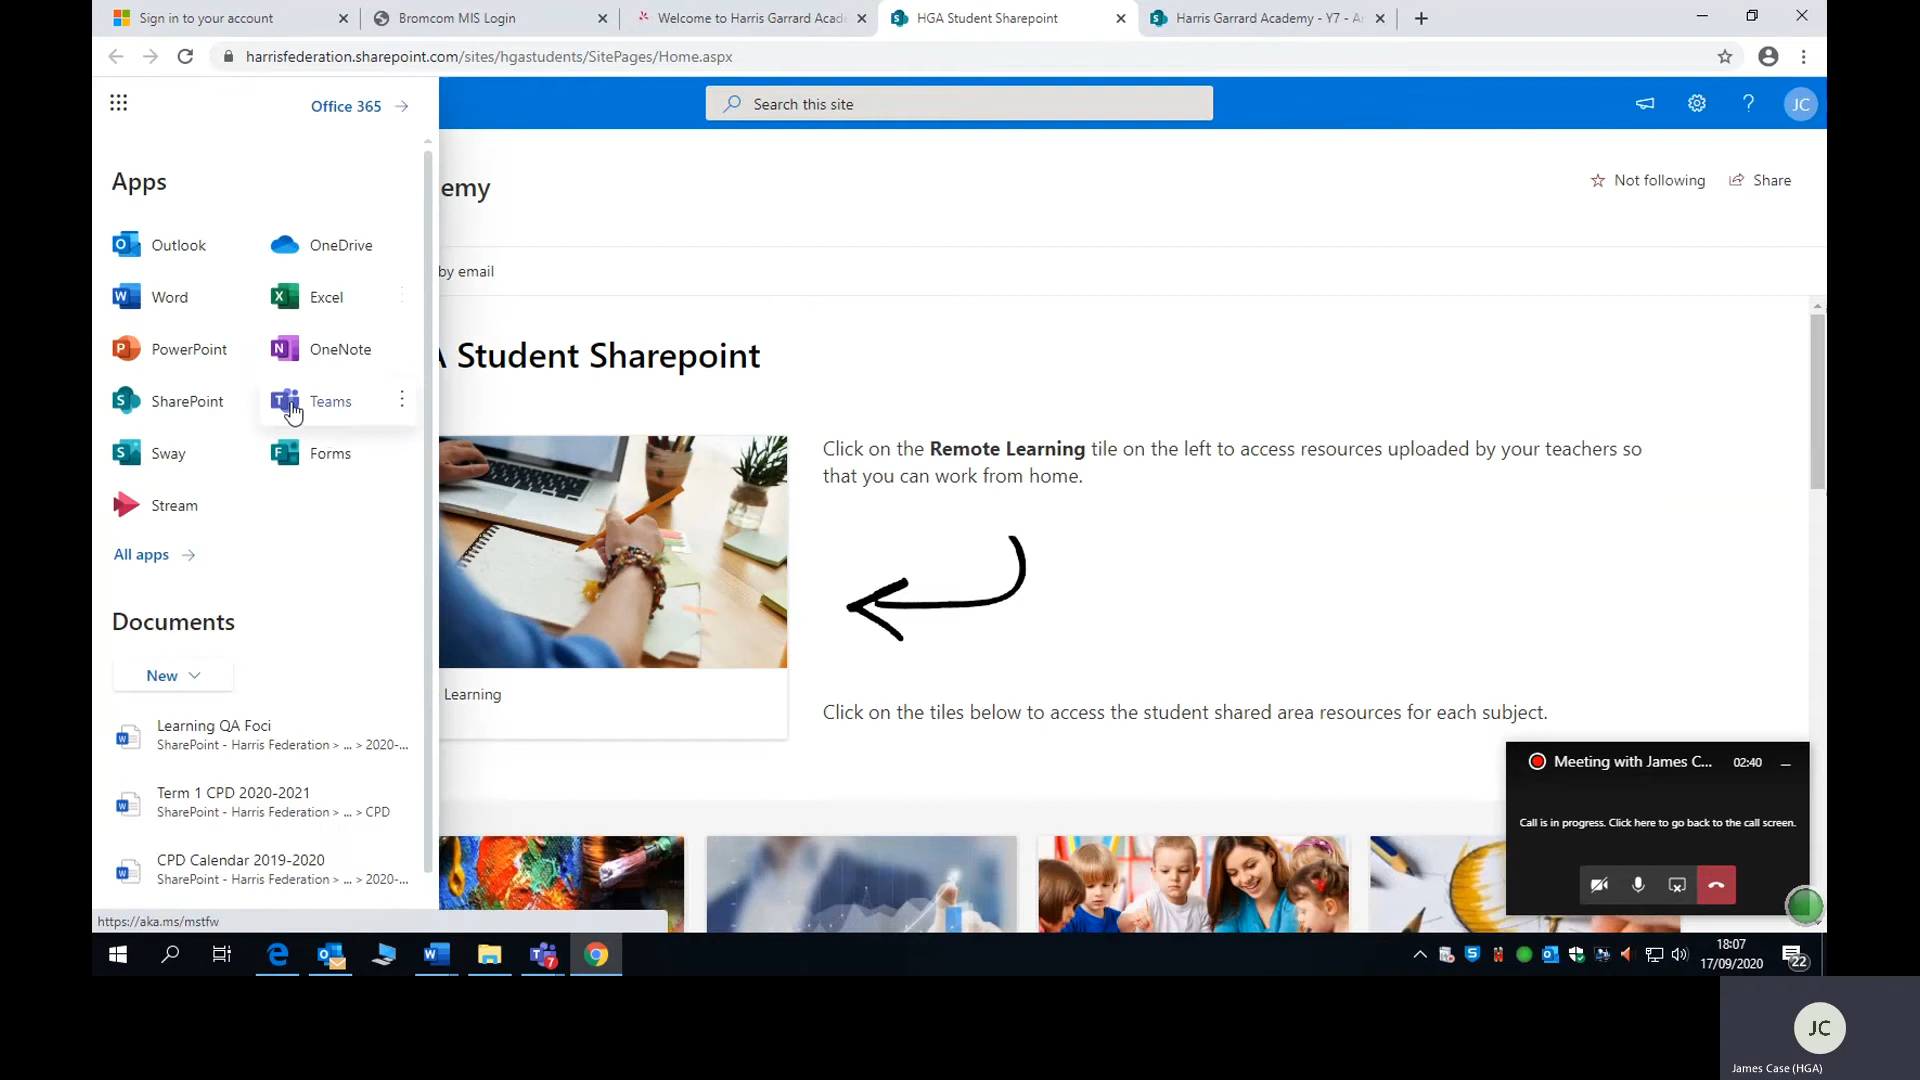 Sign in to your account
Bromcom MIS Login
Welcome to Harris Garrard Acade
HGA Student Sharepoint
Harris Garrard Academy - Y7 - Ar
harrisfederation.sharepoint.com/sites/hgastudents/SitePages/Home.aspx
Office 365
Search this site
JC
Apps
emy
Not following
Share
Outlook
OneDrive
by email
Word
Excel
PowerPoint
OneNote
Student Sharepoint
SharePoint
Teams
Sway
Forms
Click on the Remote Learning tile on the left to access resources uploaded by your teachers so
that you can work from home.
Stream
All apps
Documents
New
Learning
Click on the tiles below to access the student shared area resources for each subject.
Learning QA Foci
SharePoint - Harris Federation > ... > 2020-...
Term 1 CPD 2020-2021
SharePoint - Harris Federation > ... > CPD
CPD Calendar 2019-2020
SharePoint - Harris Federation > ... > 2020-...
Meeting with James C... 02:40
Call is in progress. Click here to go back to the call screen.
https://aka.ms/mstfw
7
18:07
17/09/2020
22
JC
James Case (HGA)